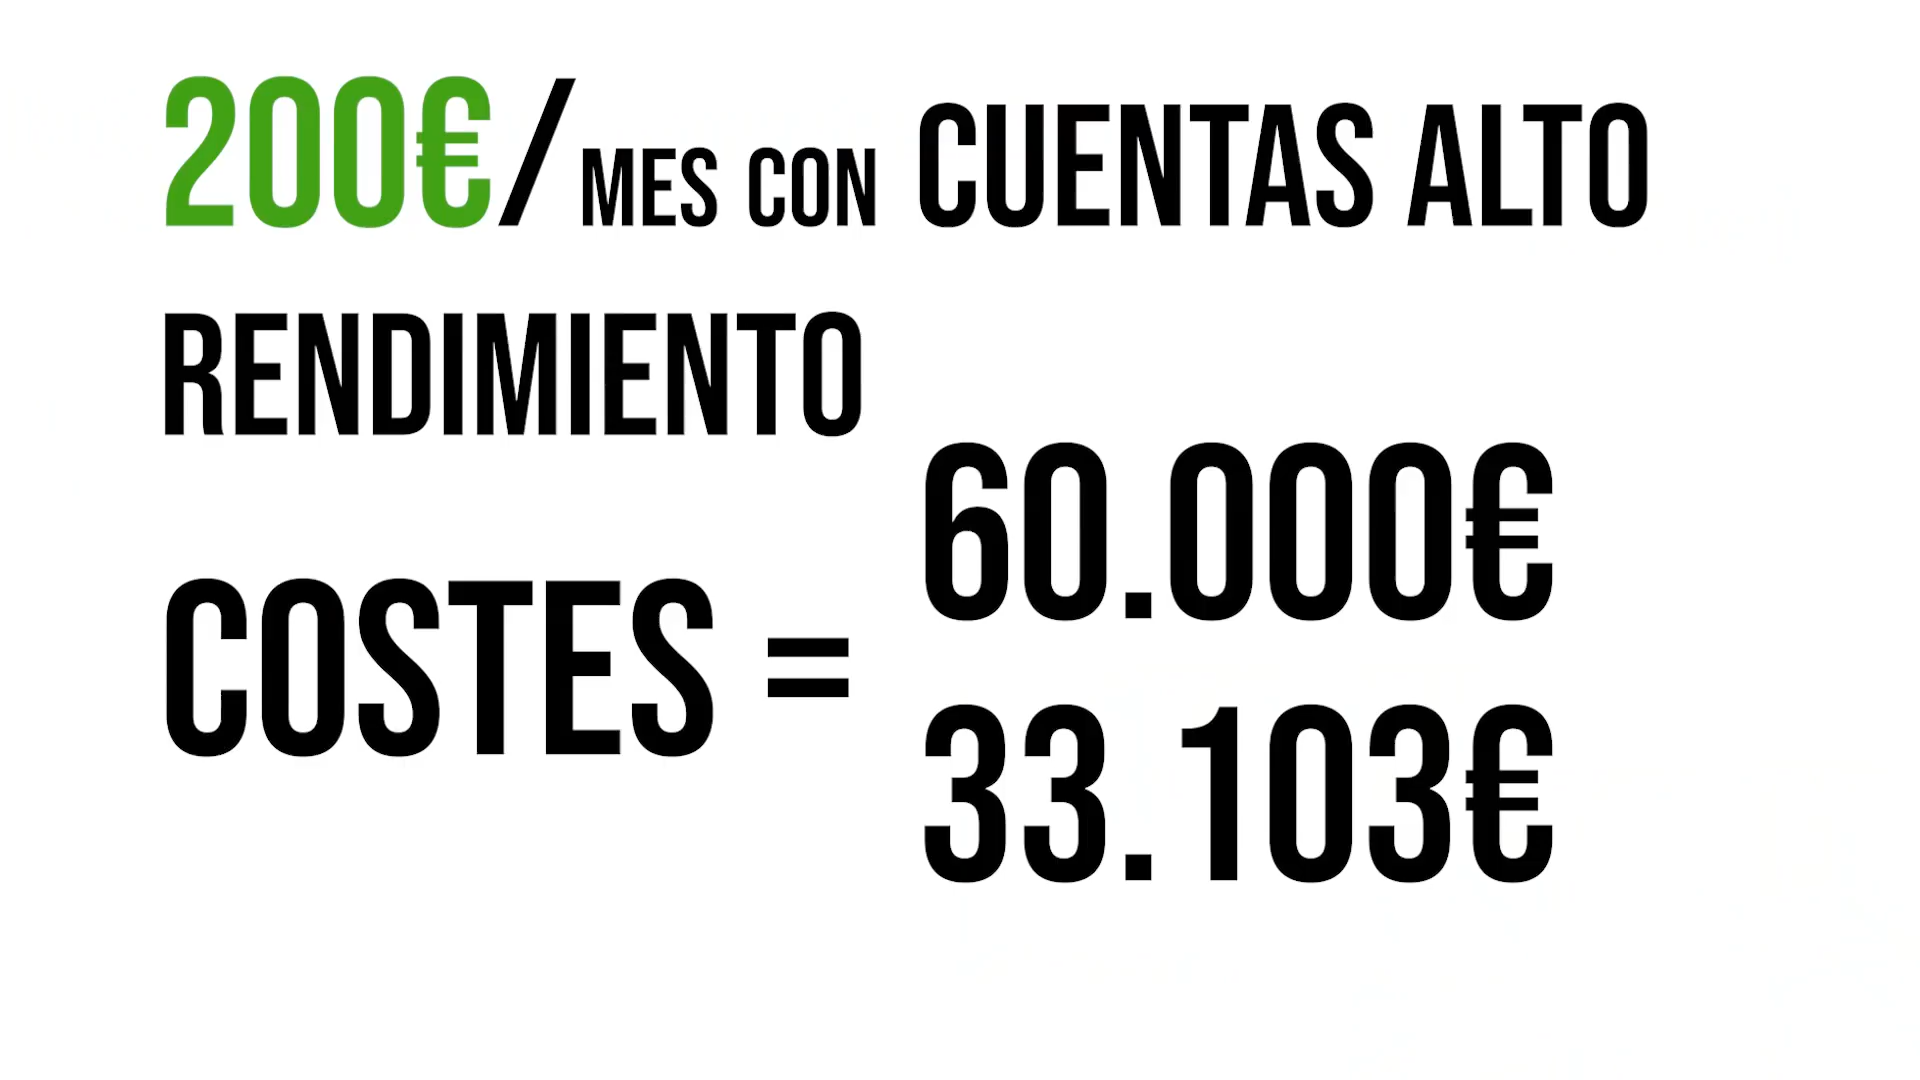 200€/ MES CON CUENTAS ALTO
RENDIMIENTO
COSTES =
60.000€
33.103€